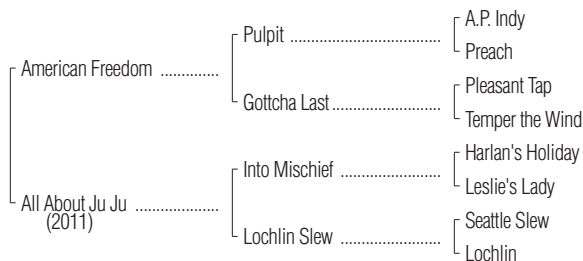 A.P. Indy
Pulpit ........................................
Preach
American Freedom ..............
Pleasant Tap
Gottcha Last .............................
Temper the Wind
Harlan's Holiday
Into Mischief ...........................
Leslie's Lady
All About Ju Ju ....................
(2011)
Seattle Slew
Lochlin Slew ..........................
Lochlin